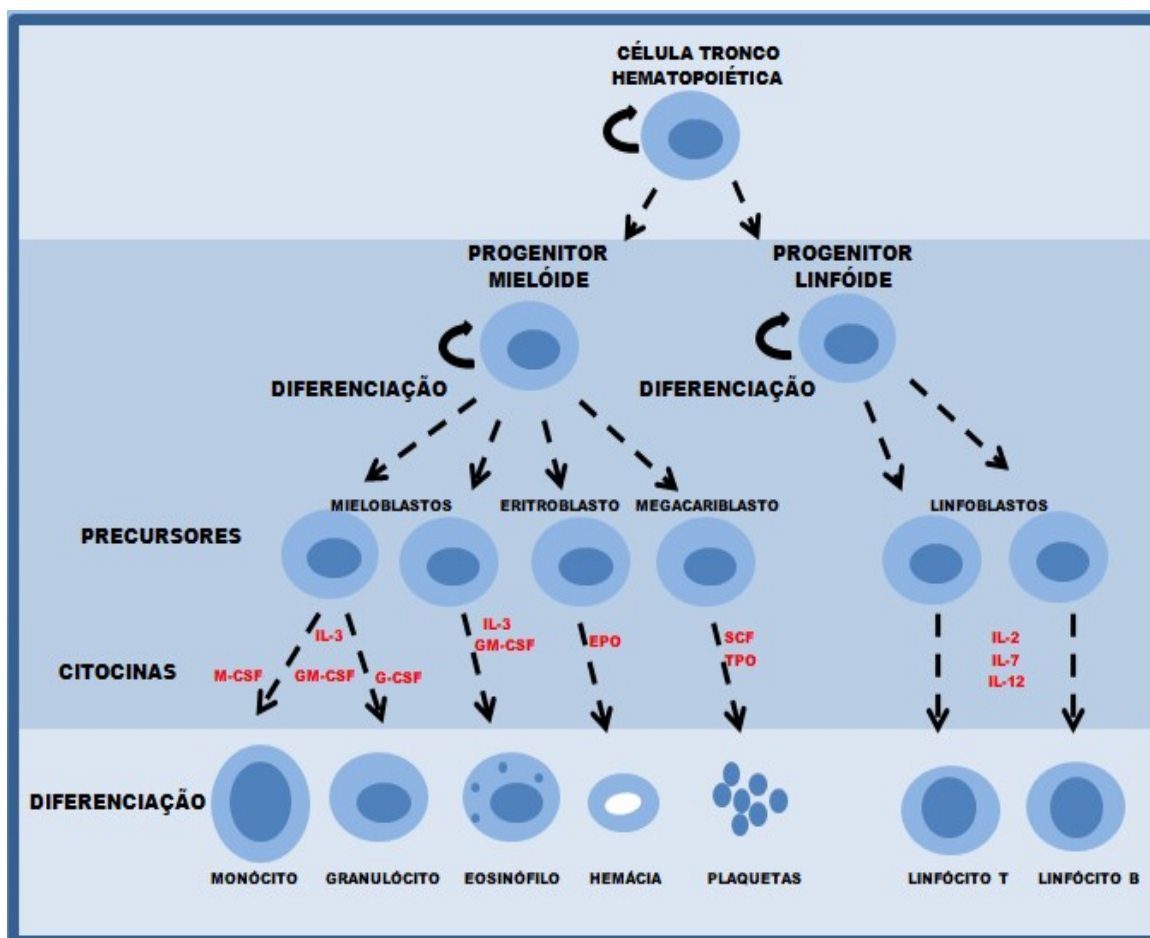 CÉLULA TRONCO
HEMATOPOIÉTICA
PROGENITOR
MIELÓIDE
PROGENITOR
LINFÓIDE
DIFERENCIAÇÃO
DIFERENCIAÇÃO
MIELOBLASTOS
ERITROBLASTO
MEGACARIBLASTO
LINFOBLASTOS
PRECURSORES
CITOCINAS
M-CSF
IL-3
GM-CSF
G-CSF
IL-3
GM-CSF
EPO
SCF
TPO
IL-2
IL-7
IL-12
DIFERENCIAÇÃO
MONÓCITO
GRANULÓCITO
EOSINÓFILO
HEMÁCIA
PLAQUETAS
LINFÓCITO T
LINFÓCITO B